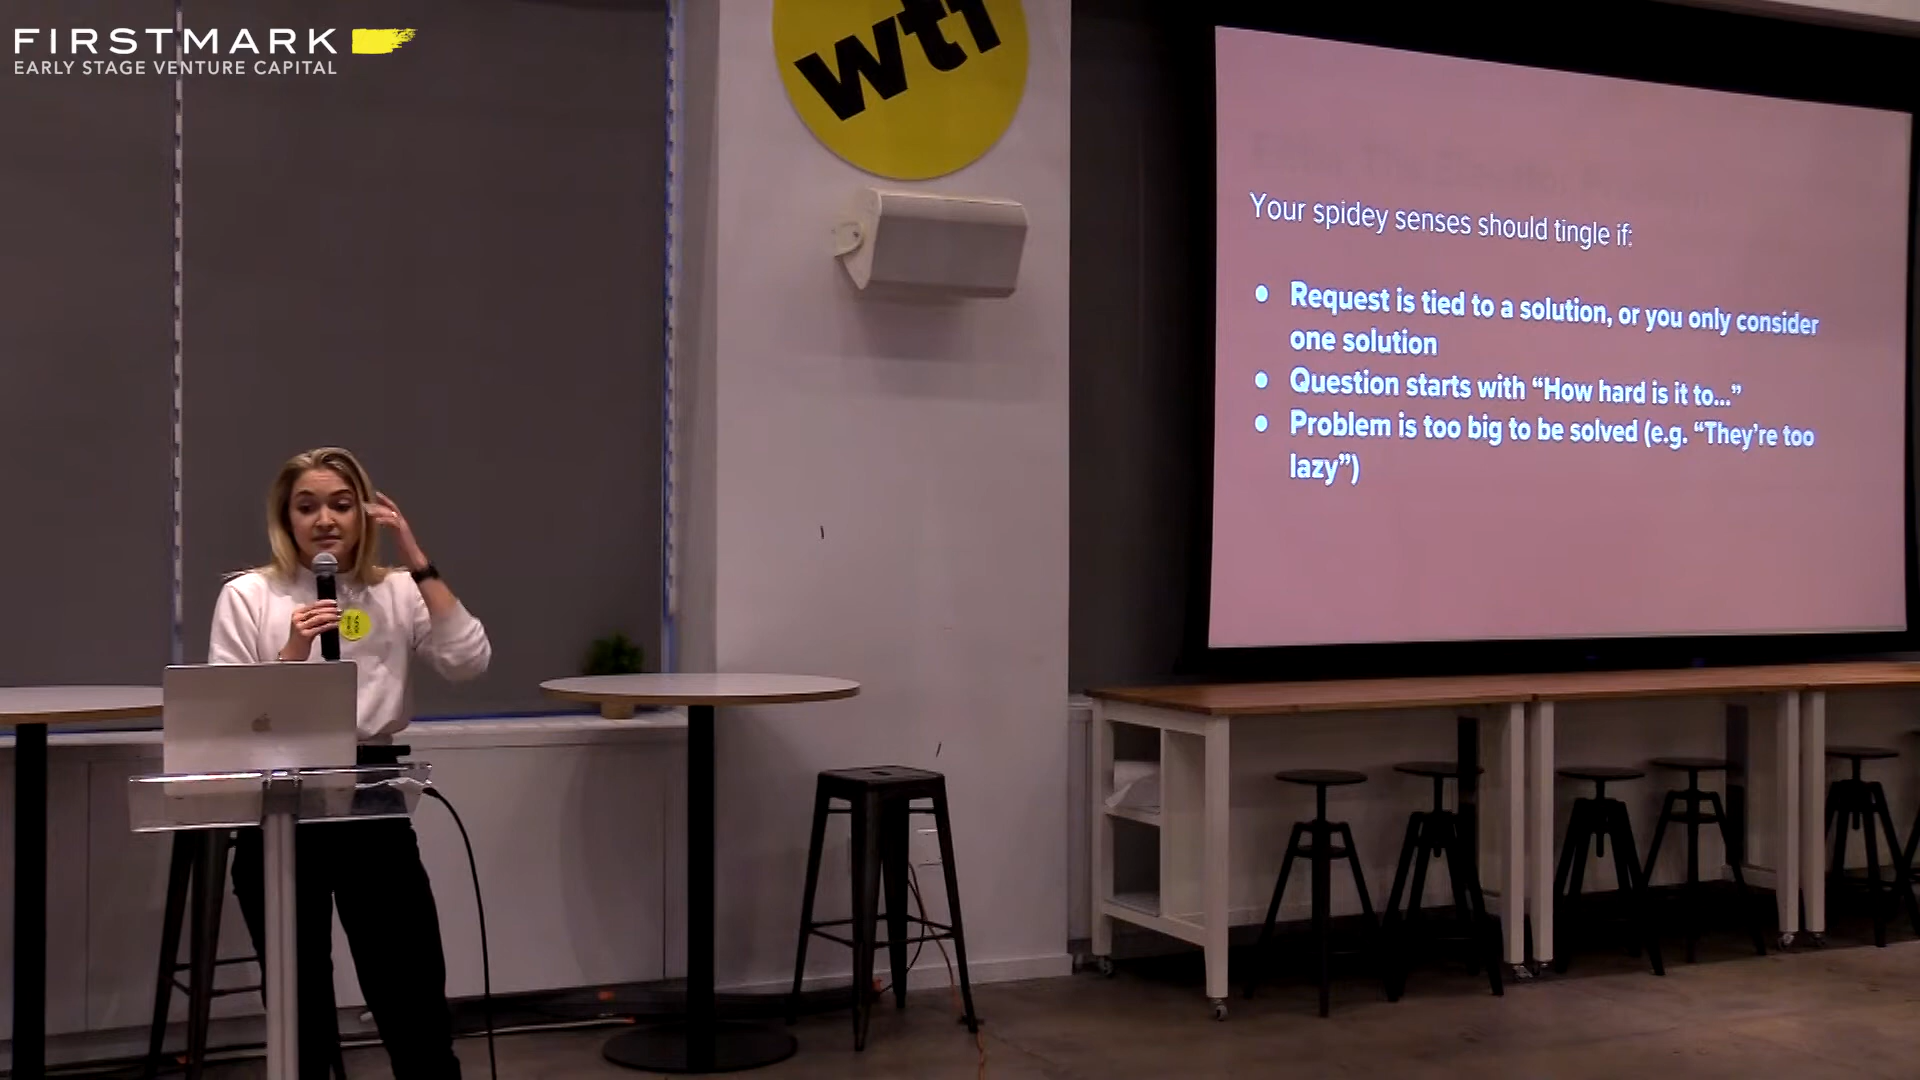 FIRSTMARK
EARLY STAGE VENTURE CAPITAL
wtf
Your spidey senses should tingle if:
● Request is tied to a solution, or you only consider
one solution
● Question starts with “How hard is it to...”
● Problem is too big to be solved (e.g. “They’re too
lazy”)